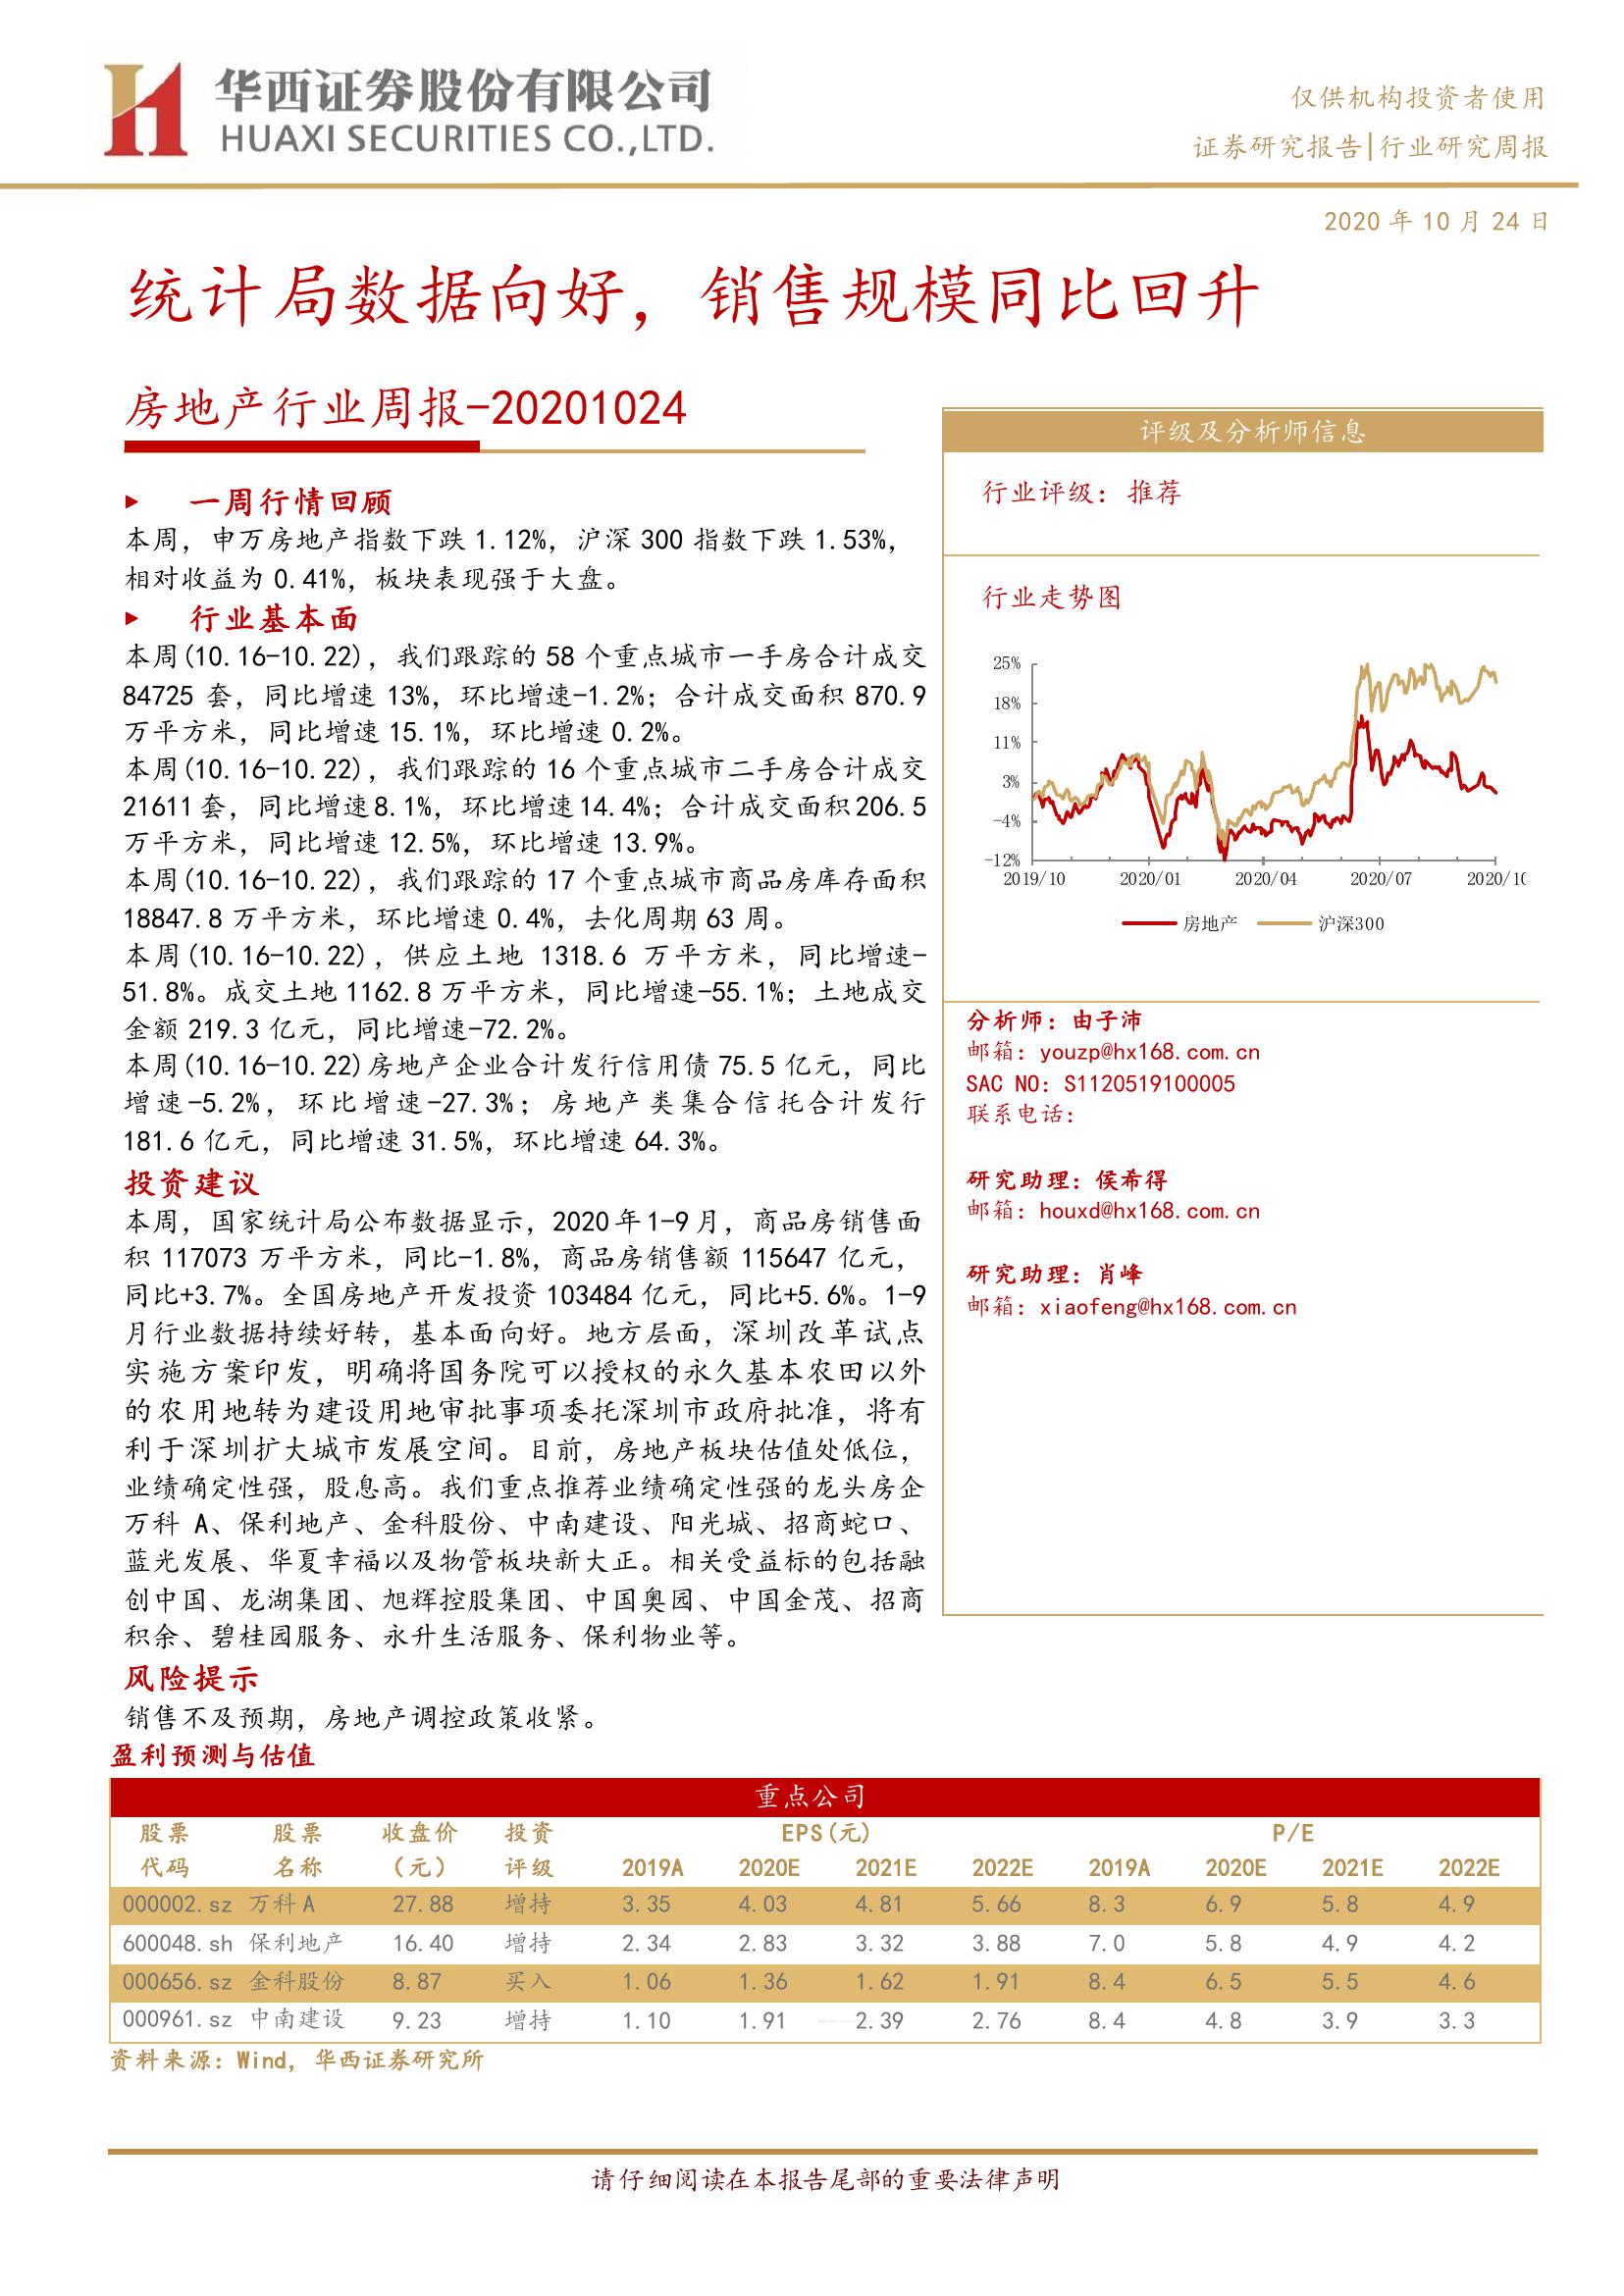 华西证券股份有限公司
HUAXI SECURITIES CO.,LTD.
仅供机构投资者使用
证券研究报告|行业研究周报
2020 年 10 月 24 日
统计局数据向好，销售规模同比回升
房地产行业周报-20201024
一周行情回顾
本周，申万房地产指数下跌 1.12%，沪深 300 指数下跌 1.53%，
相对收益为 0.41%，板块表现强于大盘。
行业基本面
本周(10.16-10.22)，我们跟踪的 58 个重点城市一手房合计成交
84725 套，同比增速 13%，环比增速-1.2%；合计成交面积 870.9
万平方米，同比增速 15.1%，环比增速 0.2%。
本周(10.16-10.22)，我们跟踪的 16 个重点城市二手房合计成交
21611 套，同比增速 8.1%，环比增速 14.4%；合计成交面积 206.5
万平方米，同比增速 12.5%，环比增速 13.9%。
本周(10.16-10.22)，我们跟踪的 17 个重点城市商品房库存面积
18847.8 万平方米，环比增速 0.4%，去化周期 63 周。
本周(10.16-10.22)，供应土地 1318.6 万平方米，同比增速-
51.8%。成交土地 1162.8 万平方米，同比增速-55.1%；土地成交
金额 219.3 亿元，同比增速-72.2%。
本周(10.16-10.22)房地产企业合计发行信用债 75.5 亿元，同比
增速-5.2%，环比增速-27.3%；房地产类集合信托合计发行
181.6 亿元，同比增速 31.5%，环比增速 64.3%。
投资建议
本周，国家统计局公布数据显示，2020 年 1-9 月，商品房销售面
积 117073 万平方米，同比-1.8%，商品房销售额 115647 亿元，
同比+3.7%。全国房地产开发投资 103484 亿元，同比+5.6%。1-9
月行业数据持续好转，基本面向好。地方层面，深圳改革试点
实施方案印发，明确将国务院可以授权的永久基本农田以外
的农用地转为建设用地审批事项委托深圳市政府批准，将有
利于深圳扩大城市发展空间。目前，房地产板块估值处低位，
业绩确定性强，股息高。我们重点推荐业绩确定性强的龙头房企
万科 A、保利地产、金科股份、中南建设、阳光城、招商蛇口、
蓝光发展、华夏幸福以及物管板块新大正。相关受益标的包括融
创中国、龙湖集团、旭辉控股集团、中国奥园、中国金茂、招商
积余、碧桂园服务、永升生活服务、保利物业等。
风险提示
销售不及预期，房地产调控政策收紧。
评级及分析师信息
行业评级：推荐
行业走势图
25%
18%
11%
3%
-4%
-12%
2019/10 2020/01 2020/04 2020/07 2020/10
房地产 沪深300
分析师：由子沛
邮箱：youzp@hx168.com.cn
SAC NO：S1120519100005
联系电话：
研究助理：侯希得
邮箱：houxd@hx168.com.cn
研究助理：肖峰
邮箱：xiaofeng@hx168.com.cn
盈利预测与估值
重点公司
股票 股票 收盘价 投资 EPS(元) P/E
代码 名称 （元） 评级 2019A 2020E 2021E 2022E 2019A 2020E 2021E 2022E
000002.sz 万科 A 27.88 增持 3.35 4.03 4.81 5.66 8.3 6.9 5.8 4.9
600048.sh 保利地产 16.40 增持 2.34 2.83 3.32 3.88 7.0 5.8 4.9 4.2
000656.sz 金科股份 8.87 买入 1.06 1.36 1.62 1.91 8.4 6.5 5.5 4.6
000961.sz 中南建设 9.23 增持 1.10 1.91 2.39 2.76 8.4 4.8 3.9 3.3
资料来源：Wind，华西证券研究所
请仔细阅读在本报告尾部的重要法律声明